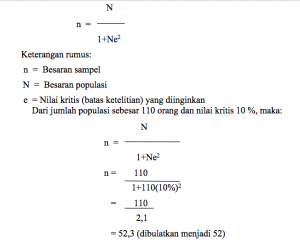 N
n =
1+Ne²
Keterangan rumus:
n = Besaran sampel
N = Besaran populasi
e = Nilai kritis (batas ketelitian) yang diinginkan
Dari jumlah populasi sebesar 110 orang dan nilai kritis 10 %, maka:
N
n =
1+Ne²
n = 110
1+110(10%)²
= 110
2,1
= 52,3 (dibulatkan menjadi 52)